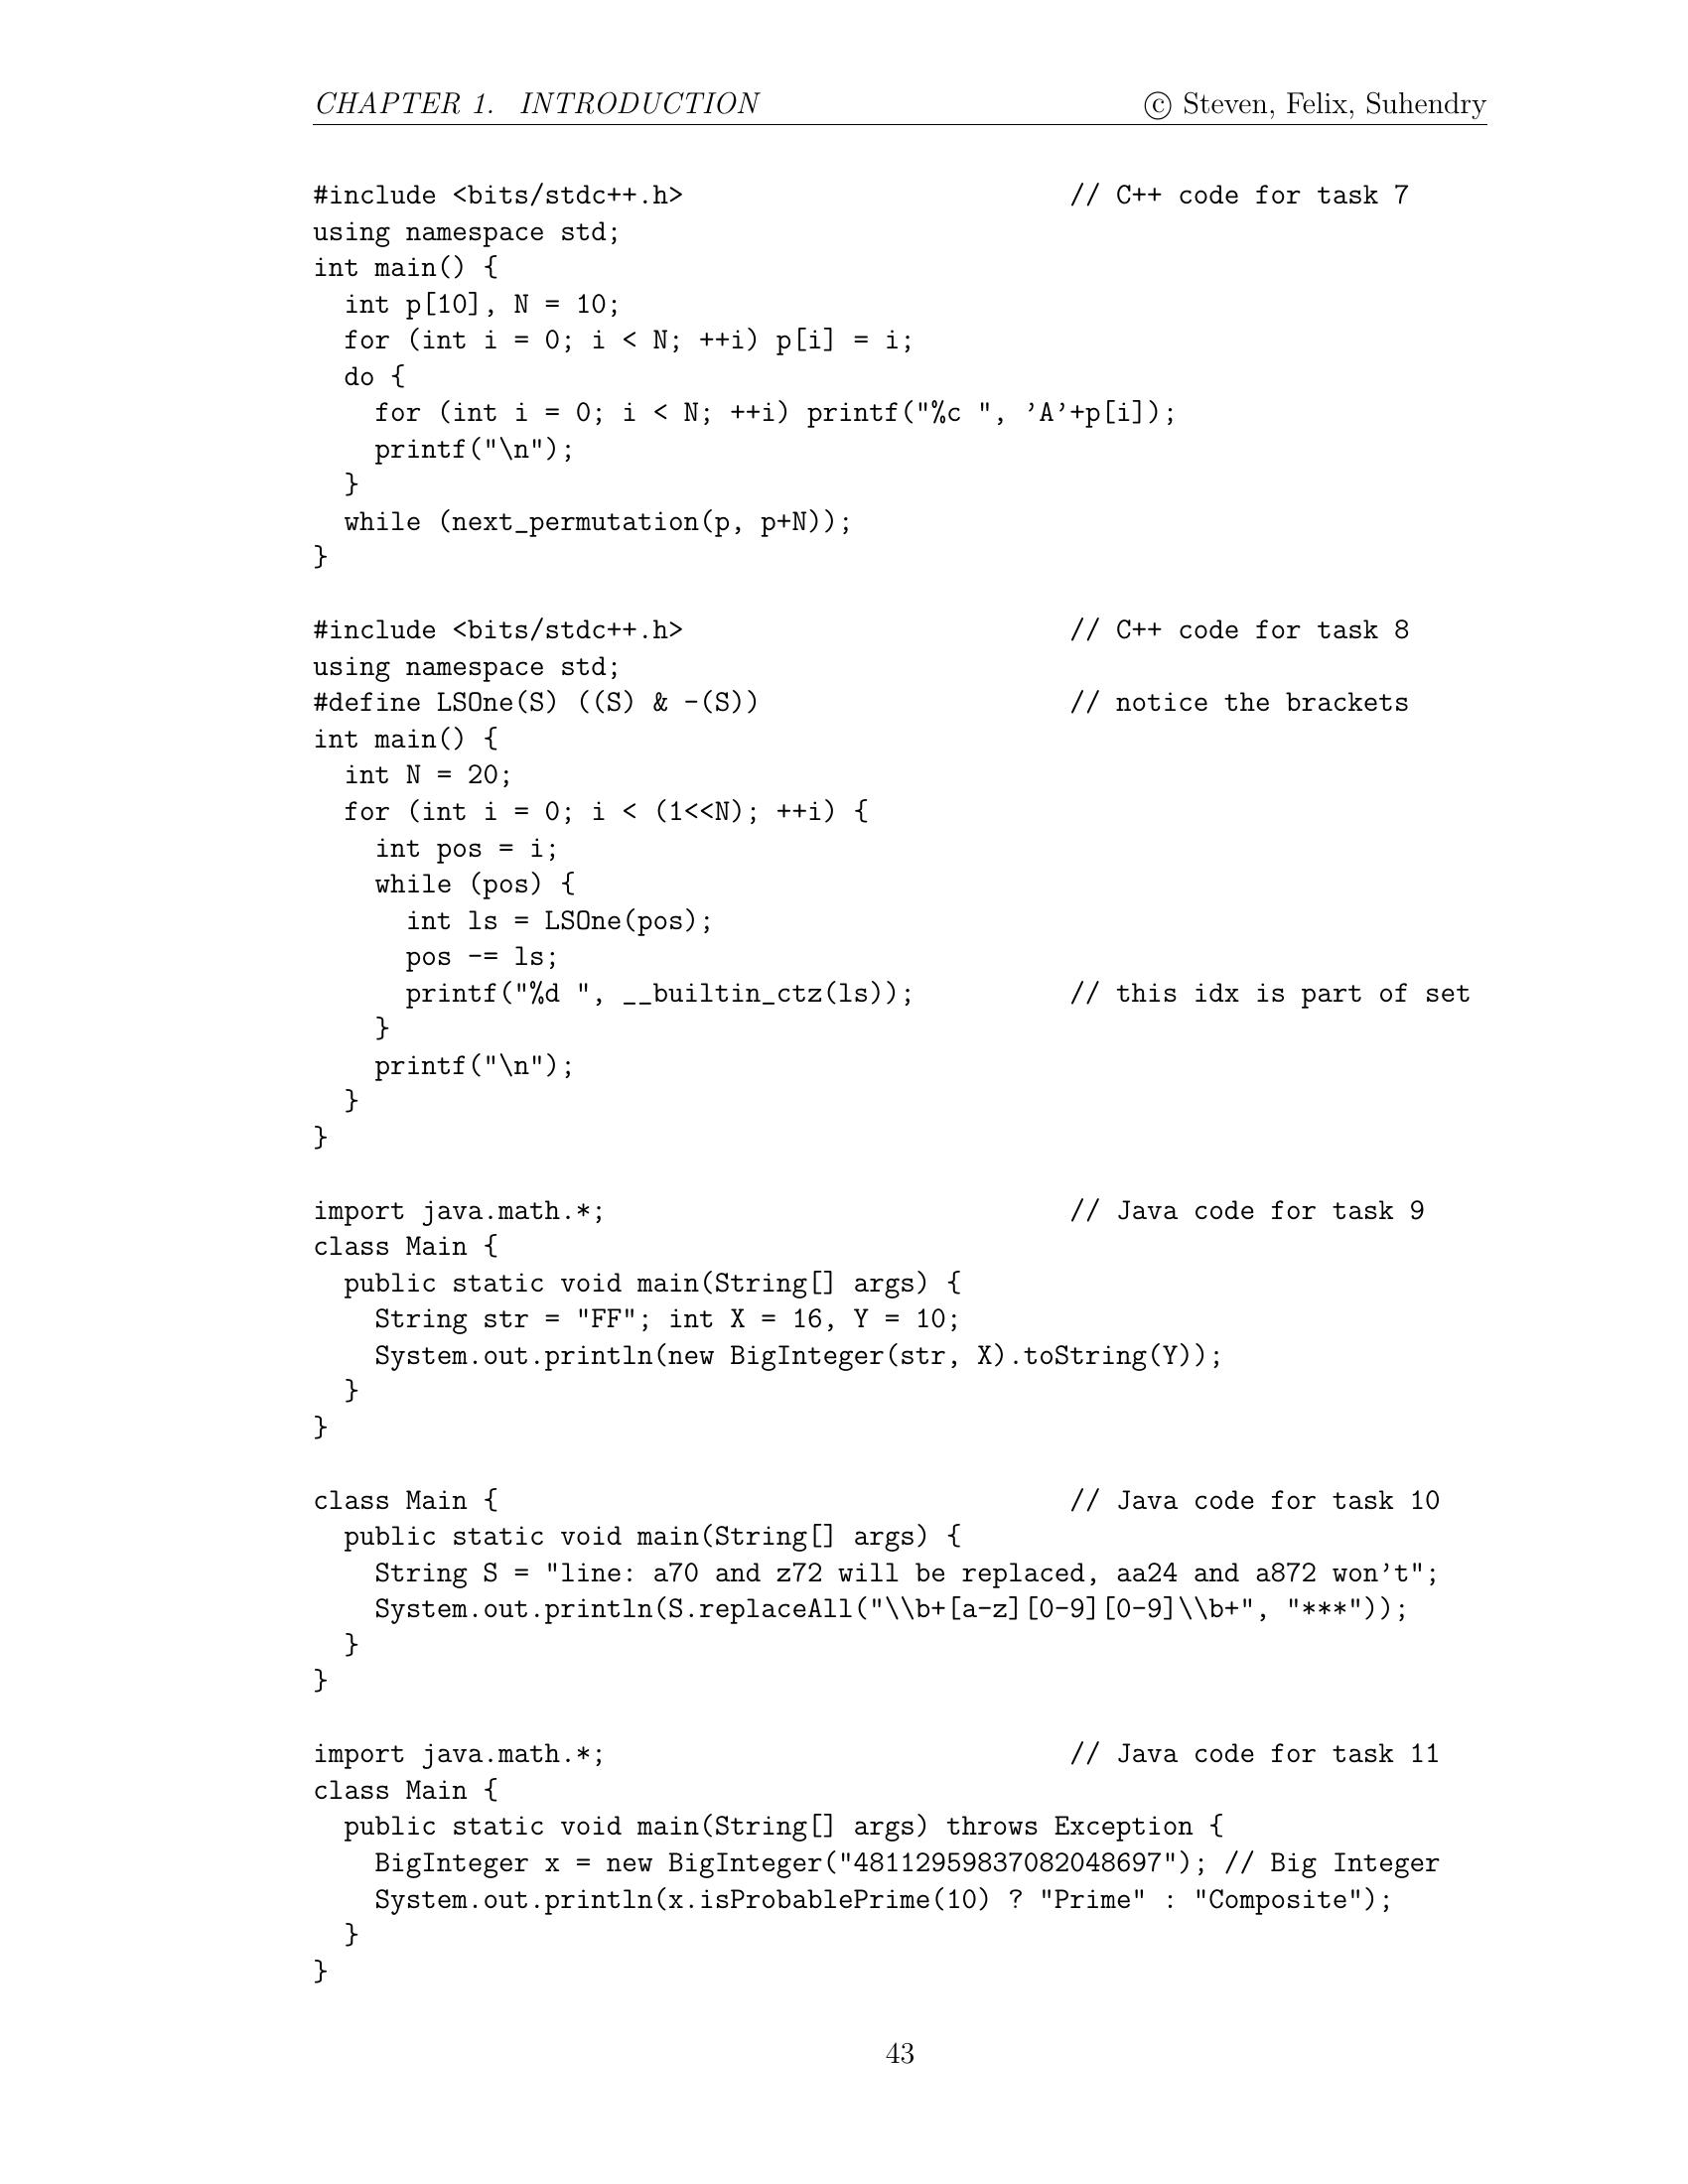 CHAPTER 1. INTRODUCTION © Steven, Felix, Suhendry
#include <bits/stdc++.h> // C++ code for task 7
using namespace std;
int main() {
  int p[10], N = 10;
  for (int i = 0; i < N; ++i) p[i] = i;
  do {
    for (int i = 0; i < N; ++i) printf("%c ", ’A’+p[i]);
    printf("\n");
  }
  while (next_permutation(p, p+N));
}
#include <bits/stdc++.h> // C++ code for task 8
using namespace std;
#define LSOne(S) ((S) & -(S)) // notice the brackets
int main() {
  int N = 20;
  for (int i = 0; i < (1<<N); ++i) {
    int pos = i;
    while (pos) {
      int ls = LSOne(pos);
      pos -= ls;
      printf("%d ", __builtin_ctz(ls)); // this idx is part of set
    }
    printf("\n");
  }
}
import java.math.*; // Java code for task 9
class Main {
  public static void main(String[] args) {
    String str = "FF"; int X = 16, Y = 10;
    System.out.println(new BigInteger(str, X).toString(Y));
  }
}
class Main { // Java code for task 10
  public static void main(String[] args) {
    String S = "line: a70 and z72 will be replaced, aa24 and a872 won’t";
    System.out.println(S.replaceAll("\\b+[a-z][0-9][0-9]\\b+", "***"));
  }
}
import java.math.*; // Java code for task 11
class Main {
  public static void main(String[] args) throws Exception {
    BigInteger x = new BigInteger("48112959837082048697"); // Big Integer
    System.out.println(x.isProbablePrime(10) ? "Prime" : "Composite");
  }
}
43